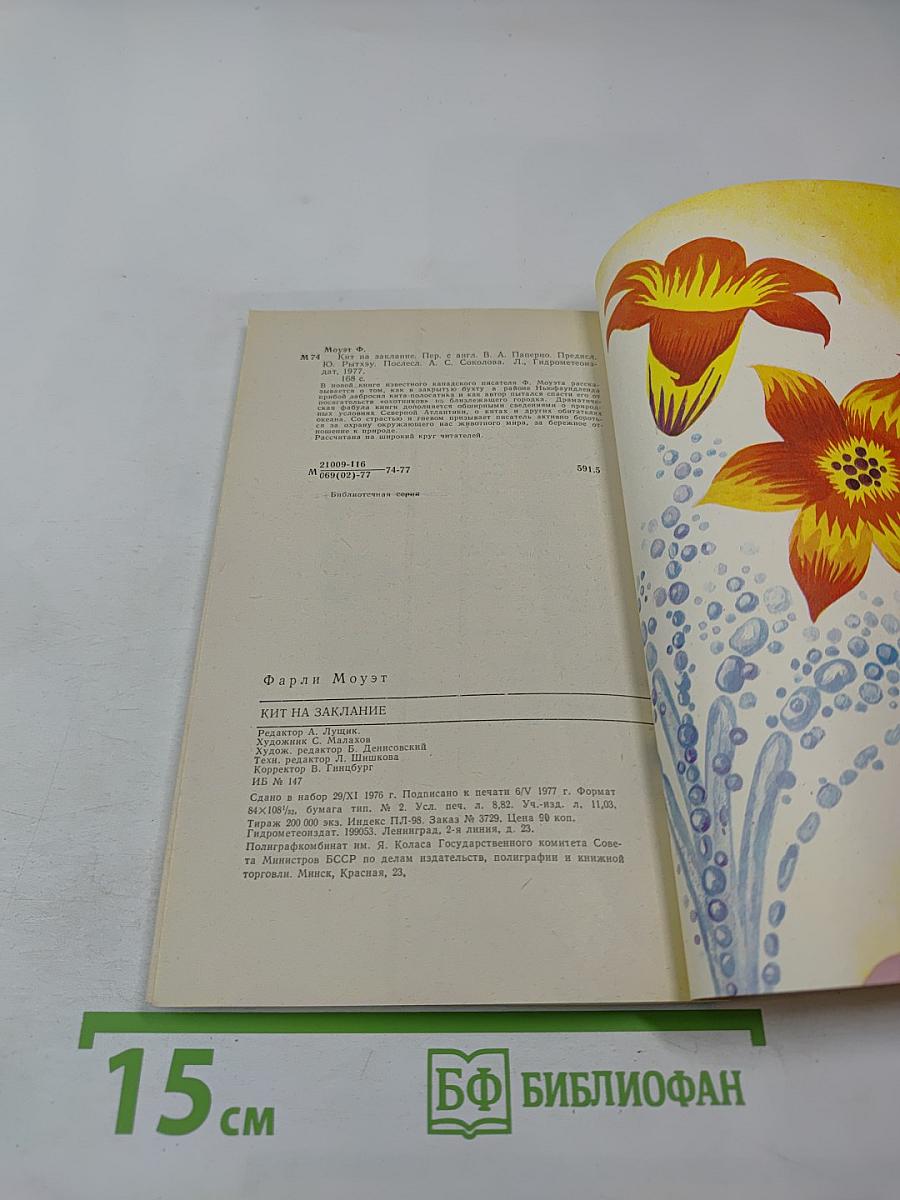 Моуэт Ф.
М 74 Кит на заклание. Пер. с англ. В. А. Паперно. Предисл.
Ю. Рытхэу. Послесл. А. С. Соколова. Л., Гидрометеоиз-
дат, 1977.
168 с.
В новой книге известного канадского писателя Ф. Моуэта расска-
зывается о том, как в закрытую бухту в районе Ньюфаундленда
прибой забросил кита-полосатика и как автор пытался спасти его от
посягательств «охотников» из близлежащего городка. Драматиче-
ская фабула книги дополняется обширными сведениями о природ-
ных условиях Северной Атлантики, о китах и других обитателях
океана. Со страстью и гневом призывает писатель активно бороть-
ся за охрану окружающего нас животного мира, за бережное от-
ношение к природе.
Рассчитана на широкий круг читателей.
М 21009-116 74-77 591.5
069(02)-77
Библиотечная серия
Фарли Моуэт
КИТ НА ЗАКЛАНИЕ
Редактор А. Лущик.
Художник С. Малахов
Худож. редактор Б. Денисовский
Техн. редактор Л. Шишкова
Корректор В. Гинцбург
ИБ № 147
Сдано в набор 29/XI 1976 г. Подписано к печати 6/V 1977 г. Формат
84×108¹/₃₂, бумага тип. № 2. Усл. печ. л. 8,82. Уч.-изд. л. 11,03.
Тираж 200 000 экз. Индекс ПЛ-98. Заказ № 3729. Цена 90 коп.
Гидрометеоиздат. 199053. Ленинград, 2-я линия, д. 23.
Полиграфкомбинат им. Я. Коласа Государственного комитета Сове-
та Министров БССР по делам издательств, полиграфии и книжной
торговли. Минск, Красная, 23.
15 см БФ БИБЛИОФАН